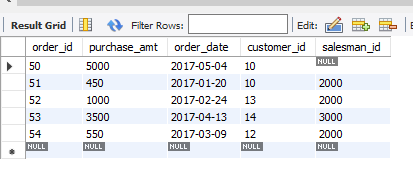 Result Grid Filter Rows: Edit:
order_id purchase_amt order_date customer_id salesman_id
50 5000 2017-05-04 10 NULL
51 450 2017-01-20 10 2000
52 1000 2017-02-24 13 2000
53 3500 2017-04-13 14 3000
54 550 2017-03-09 12 2000
NULL NULL NULL NULL NULL